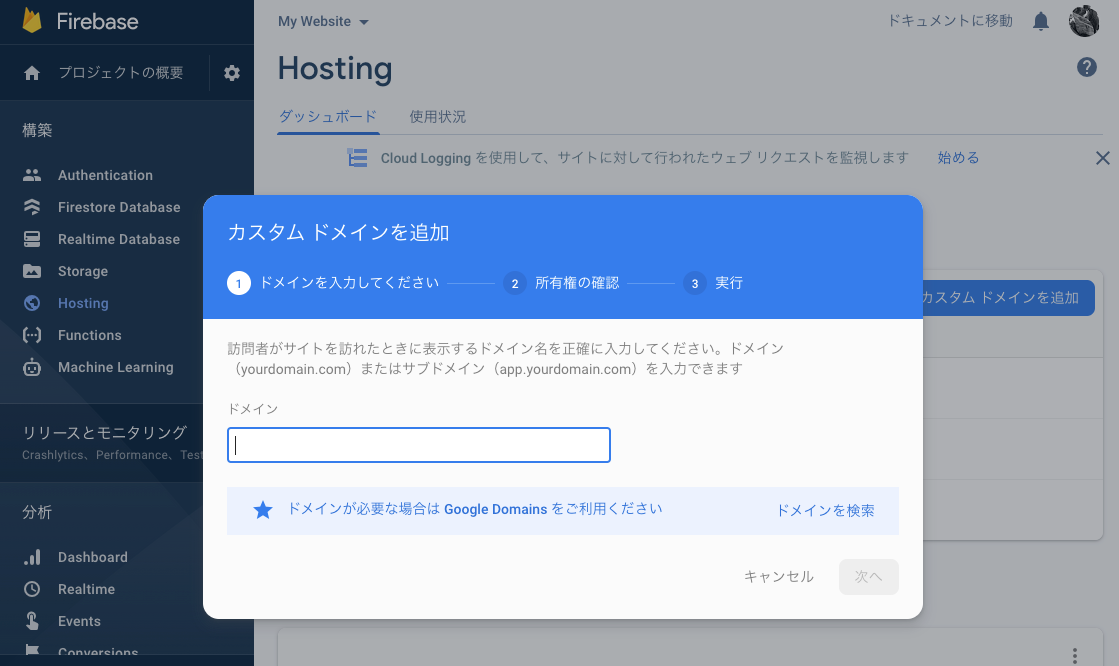 Firebase
プロジェクトの概要
構築
Authentication
Firestore Database
Realtime Database
Storage
Hosting
Functions
Machine Learning
リリースとモニタリング
Crashlytics、Performance、Test
分析
Dashboard
Realtime
Events
Conversions
My Website
ドキュメントに移動
Hosting
ダッシュボード 使用状況
Cloud Logging を使用して、サイトに対して行われたウェブ リクエストを監視します 始める
カスタム ドメインを追加
カスタム ドメインを追加
1 ドメインを入力してください 2 所有権の確認 3 実行
訪問者がサイトを訪れたときに表示するドメイン名を正確に入力してください。ドメイン
（yourdomain.com）またはサブドメイン（app.yourdomain.com）を入力できます
ドメイン
ドメインが必要な場合は Google Domains をご利用ください ドメインを検索
キャンセル 次へ